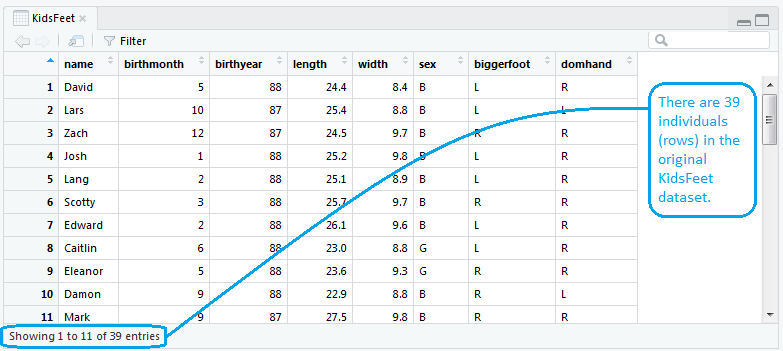 KidsFeet
Filter
name birthmonth birthyear length width sex biggerfoot domhand
1 David 5 88 24.4 8.4 B L R
2 Lars 10 87 25.4 8.8 B L L
3 Zach 12 87 24.5 9.7 B R R
4 Josh 1 88 25.2 9.8 B L R
5 Lang 2 88 25.1 8.9 B L R
6 Scotty 3 88 25.7 9.7 B R R
7 Edward 2 88 26.1 9.6 B L R
8 Caitlin 6 88 23.0 8.8 G L R
9 Eleanor 5 88 23.6 9.3 G R R
10 Damon 9 88 22.9 8.8 B R L
11 Mark 9 87 27.5 9.8 B R R
Showing 1 to 11 of 39 entries
There are 39
individuals
(rows) in the
original
KidsFeet
dataset.